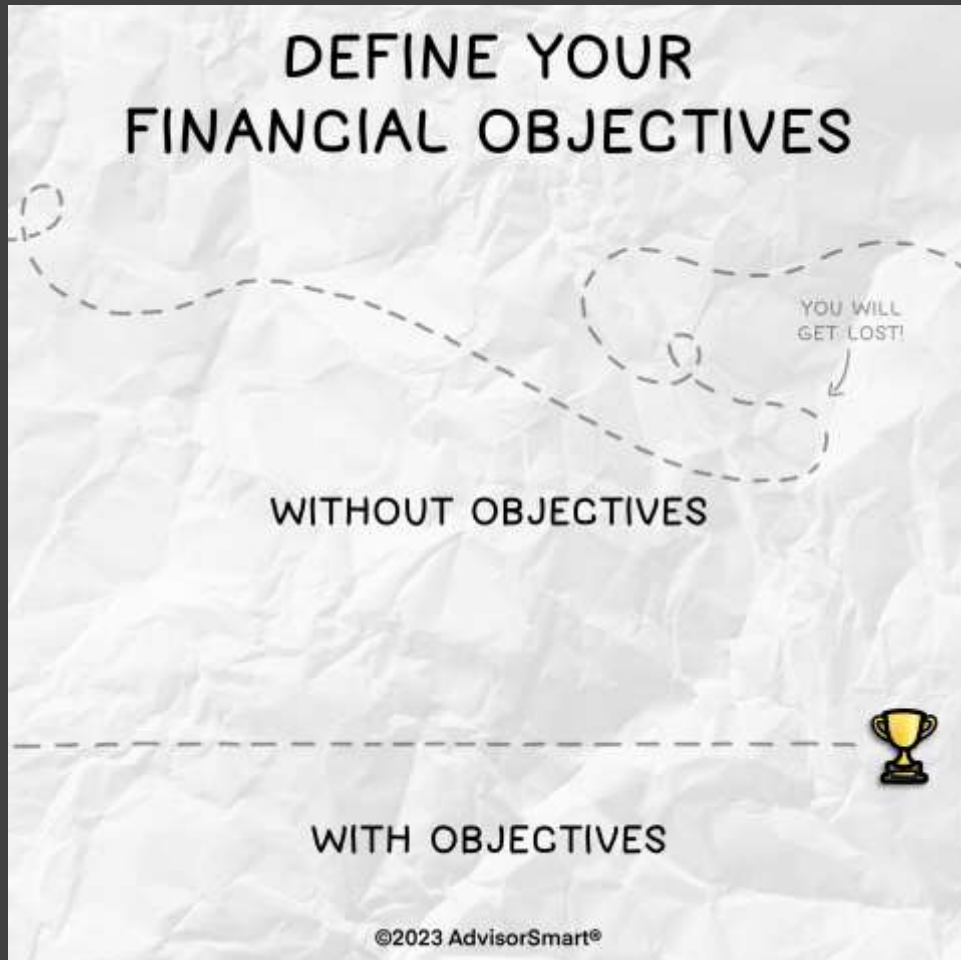 DEFINE YOUR
FINANCIAL OBJECTIVES
YOU WILL
GET LOST!
WITHOUT OBJECTIVES
WITH OBJECTIVES
©2023 AdvisorSmart®